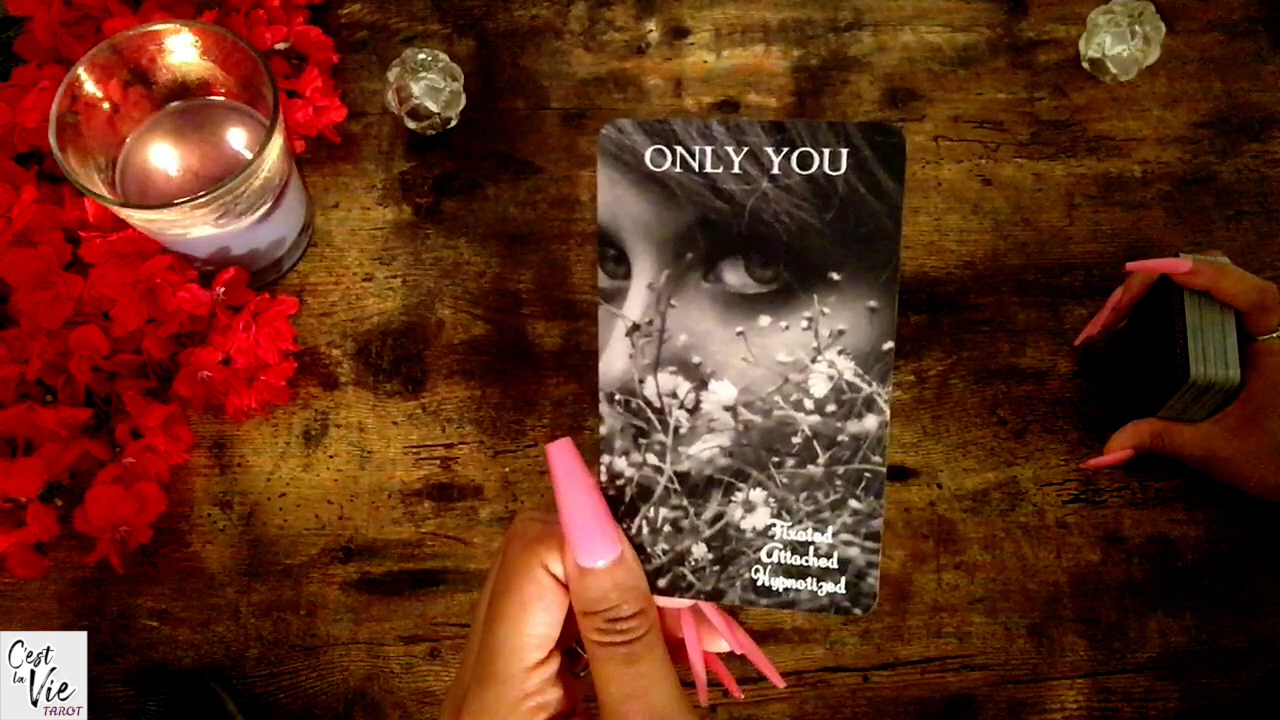 ONLY YOU
Fixated
Attached
Hypnotized
C'est
la
Vie
TAROT